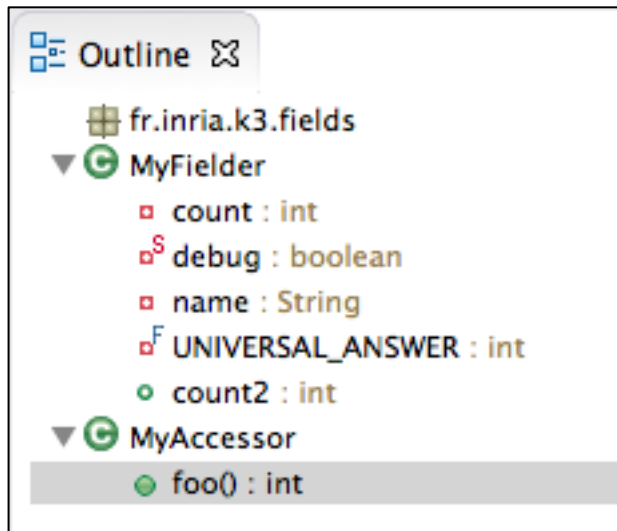 Outline
fr.inria.k3.fields
C MyFielder
count : int
S debug : boolean
name : String
F UNIVERSAL_ANSWER : int
count2 : int
C MyAccessor
foo() : int